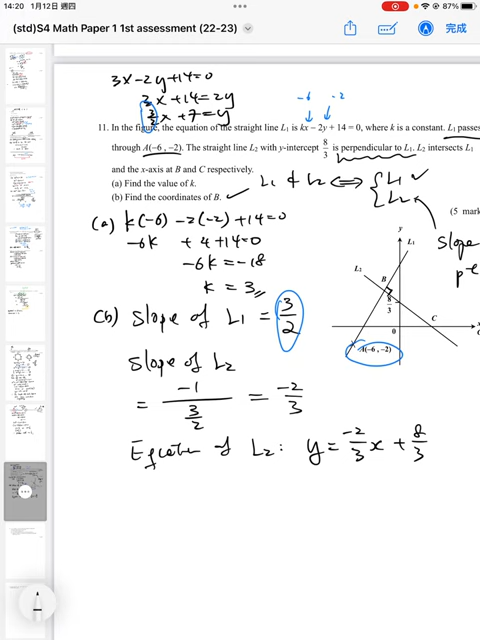 14:20 1月12日 週四
87%
(std)S4 Math Paper 1 1st assessment (22-23)
完成
3x-2y+14=0
3x+14=2y
3/2x+7=y
-6 -2
11. In the figure, the equation of the straight line L₁ is kx − 2y + 14 = 0, where k is a constant. L₁ passes
through A(−6 , −2). The straight line L₂ with y-intercept 8/3 is perpendicular to L₁. L₂ intersects L₁
and the x-axis at B and C respectively.
(a) Find the value of k.
(b) Find the coordinates of B.
L₁ & L₂ ⇔ { L₁ ✓
L₂
(5 mark
(a) k(-6) -2(-2)+14=0
-6k +4+14=0
-6k=-18
k=3
slope
y
L₁
L₂
B
8/3
C
0
x
A(−6, −2)
(b) slope of L₁ = 3/2
slope of L₂
= -1/(3/2) = -2/3
Equation of L₂: y = -2/3 x + 8/3